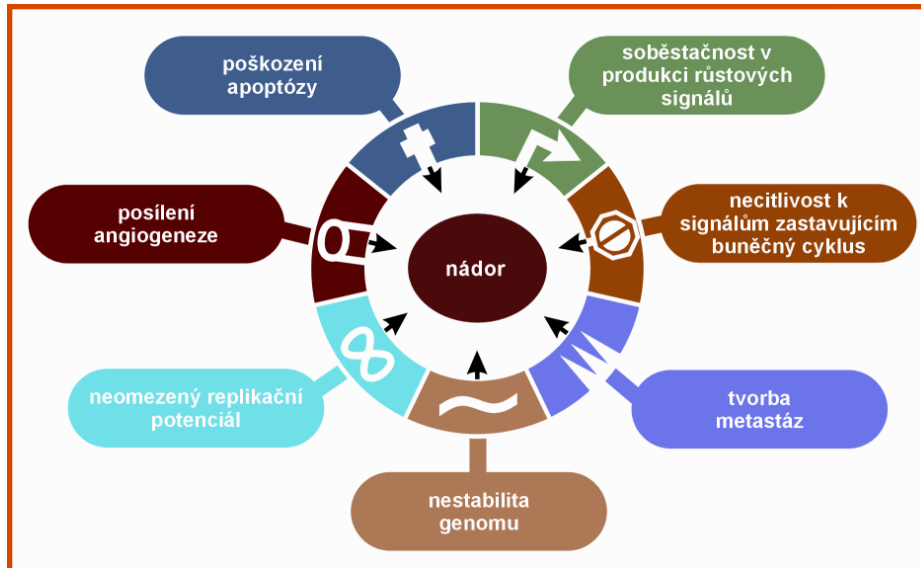 poškození
apoptózy
soběstačnost v
produkci růstových
signálů
posílení
angiogeneze
necitlivost k
signálům zastavujícím
buněčný cyklus
nádor
neomezený replikační
potenciál
tvorba
metastáz
nestabilita
genomu